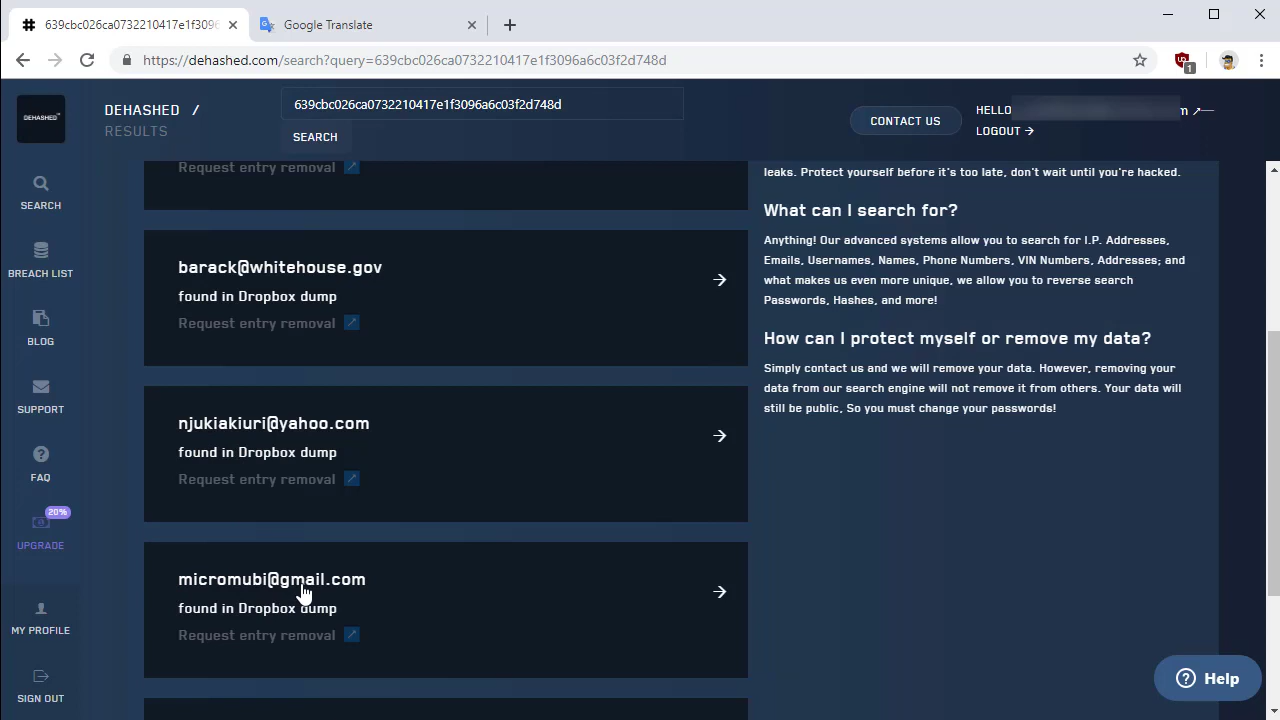 639cbc026ca0732210417e1f3096
Google Translate
https://dehashed.com/search?query=639cbc026ca0732210417e1f3096a6c03f2d748d
1
DEHASHED
DEHASHED /
RESULTS
639cbc026ca0732210417e1f3096a6c03f2d748d
SEARCH
CONTACT US
HELLO m
LOGOUT →
SEARCH
BREACH LIST
BLOG
SUPPORT
FAQ
20%
UPGRADE
MY PROFILE
SIGN OUT
Request entry removal
barack@whitehouse.gov
found in Dropbox dump
Request entry removal
njukiakiuri@yahoo.com
found in Dropbox dump
Request entry removal
micromubi@gmail.com
found in Dropbox dump
Request entry removal
leaks. Protect yourself before it's too late, don't wait until you're hacked.
What can I search for?
Anything! Our advanced systems allow you to search for I.P. Addresses,
Emails, Usernames, Names, Phone Numbers, VIN Numbers, Addresses; and
what makes us even more unique, we allow you to reverse search
Passwords, Hashes, and more!
How can I protect myself or remove my data?
Simply contact us and we will remove your data. However, removing your
data from our search engine will not remove it from others. Your data will
still be public, So you must change your passwords!
Help